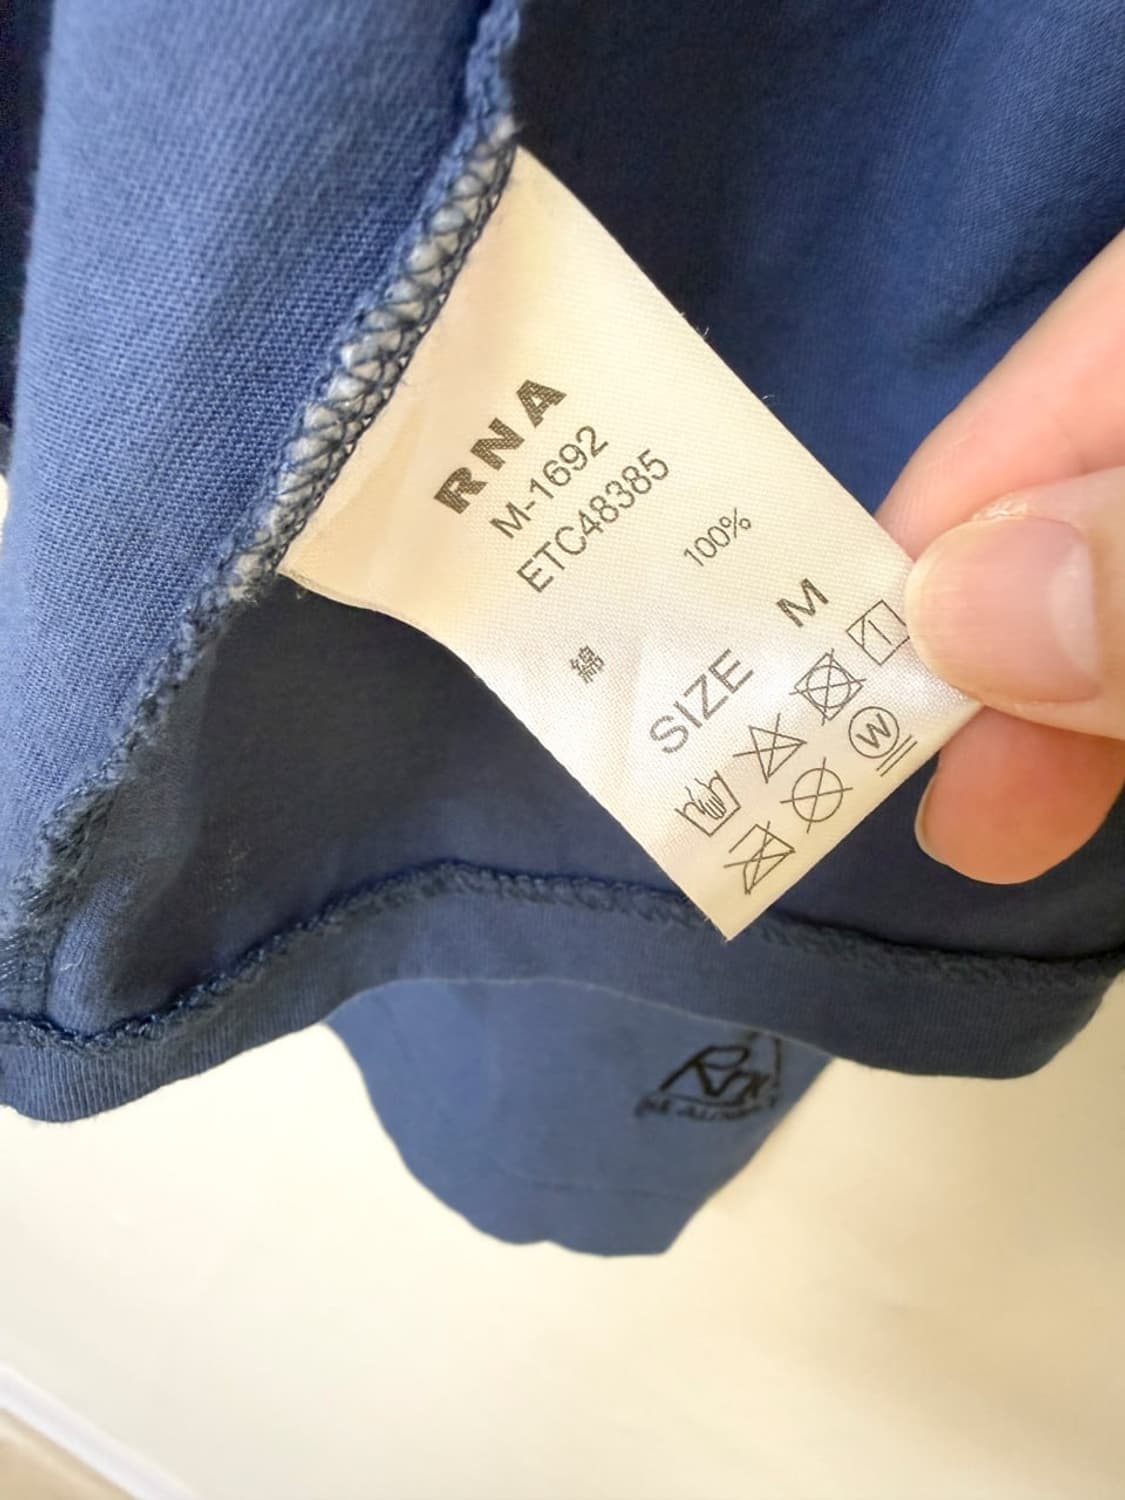 RNA
M-1692
ETC48385
綿 100%
SIZE M
W